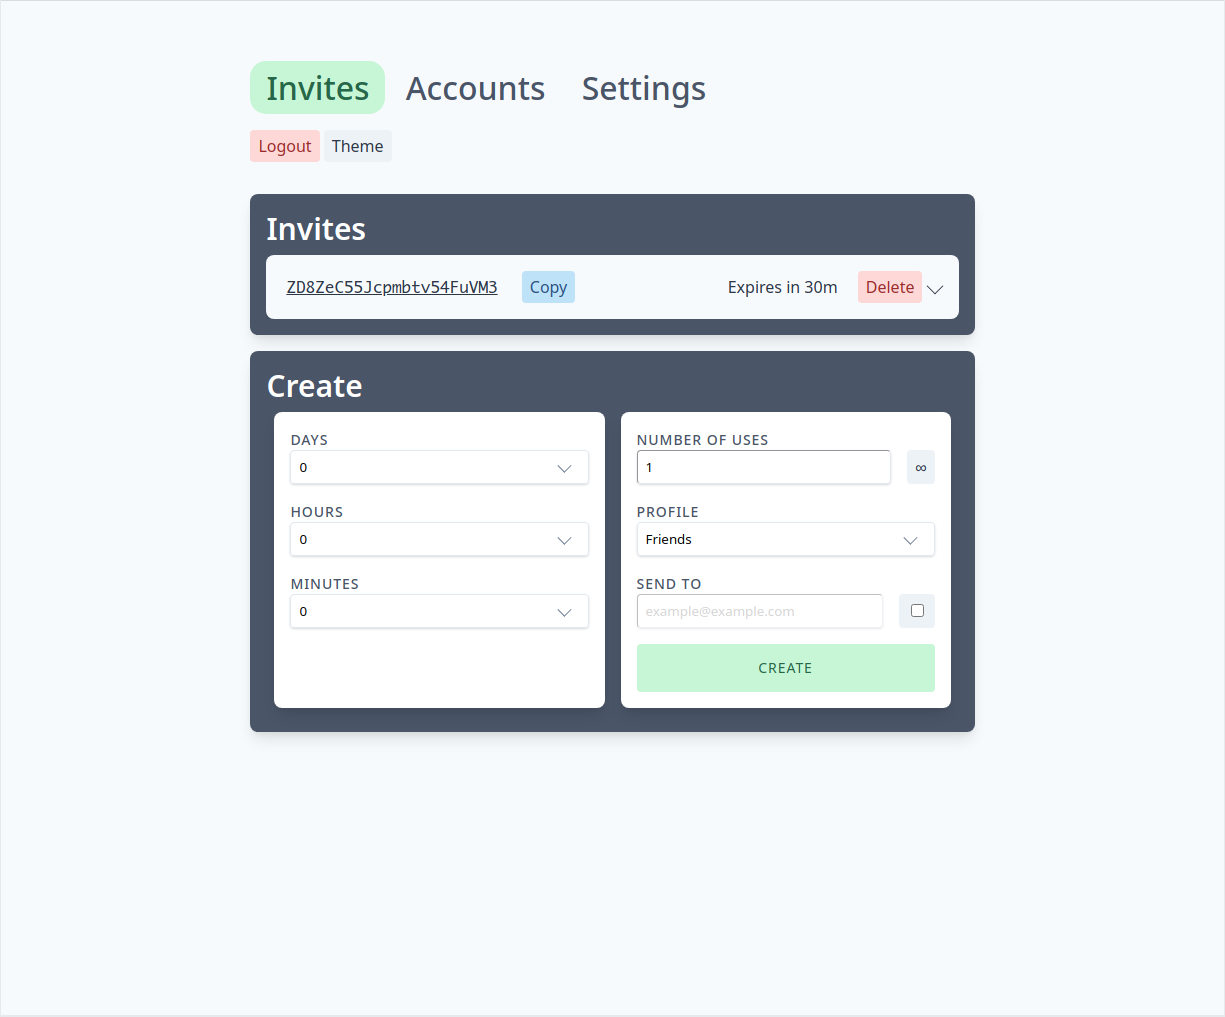 Invites Accounts Settings
Logout Theme
Invites
ZD8ZeC55Jcpmbtv54FuVM3 Copy Expires in 30m Delete
Create
DAYS
0
HOURS
0
MINUTES
0
NUMBER OF USES
1 ∞
PROFILE
Friends
SEND TO
example@example.com
CREATE